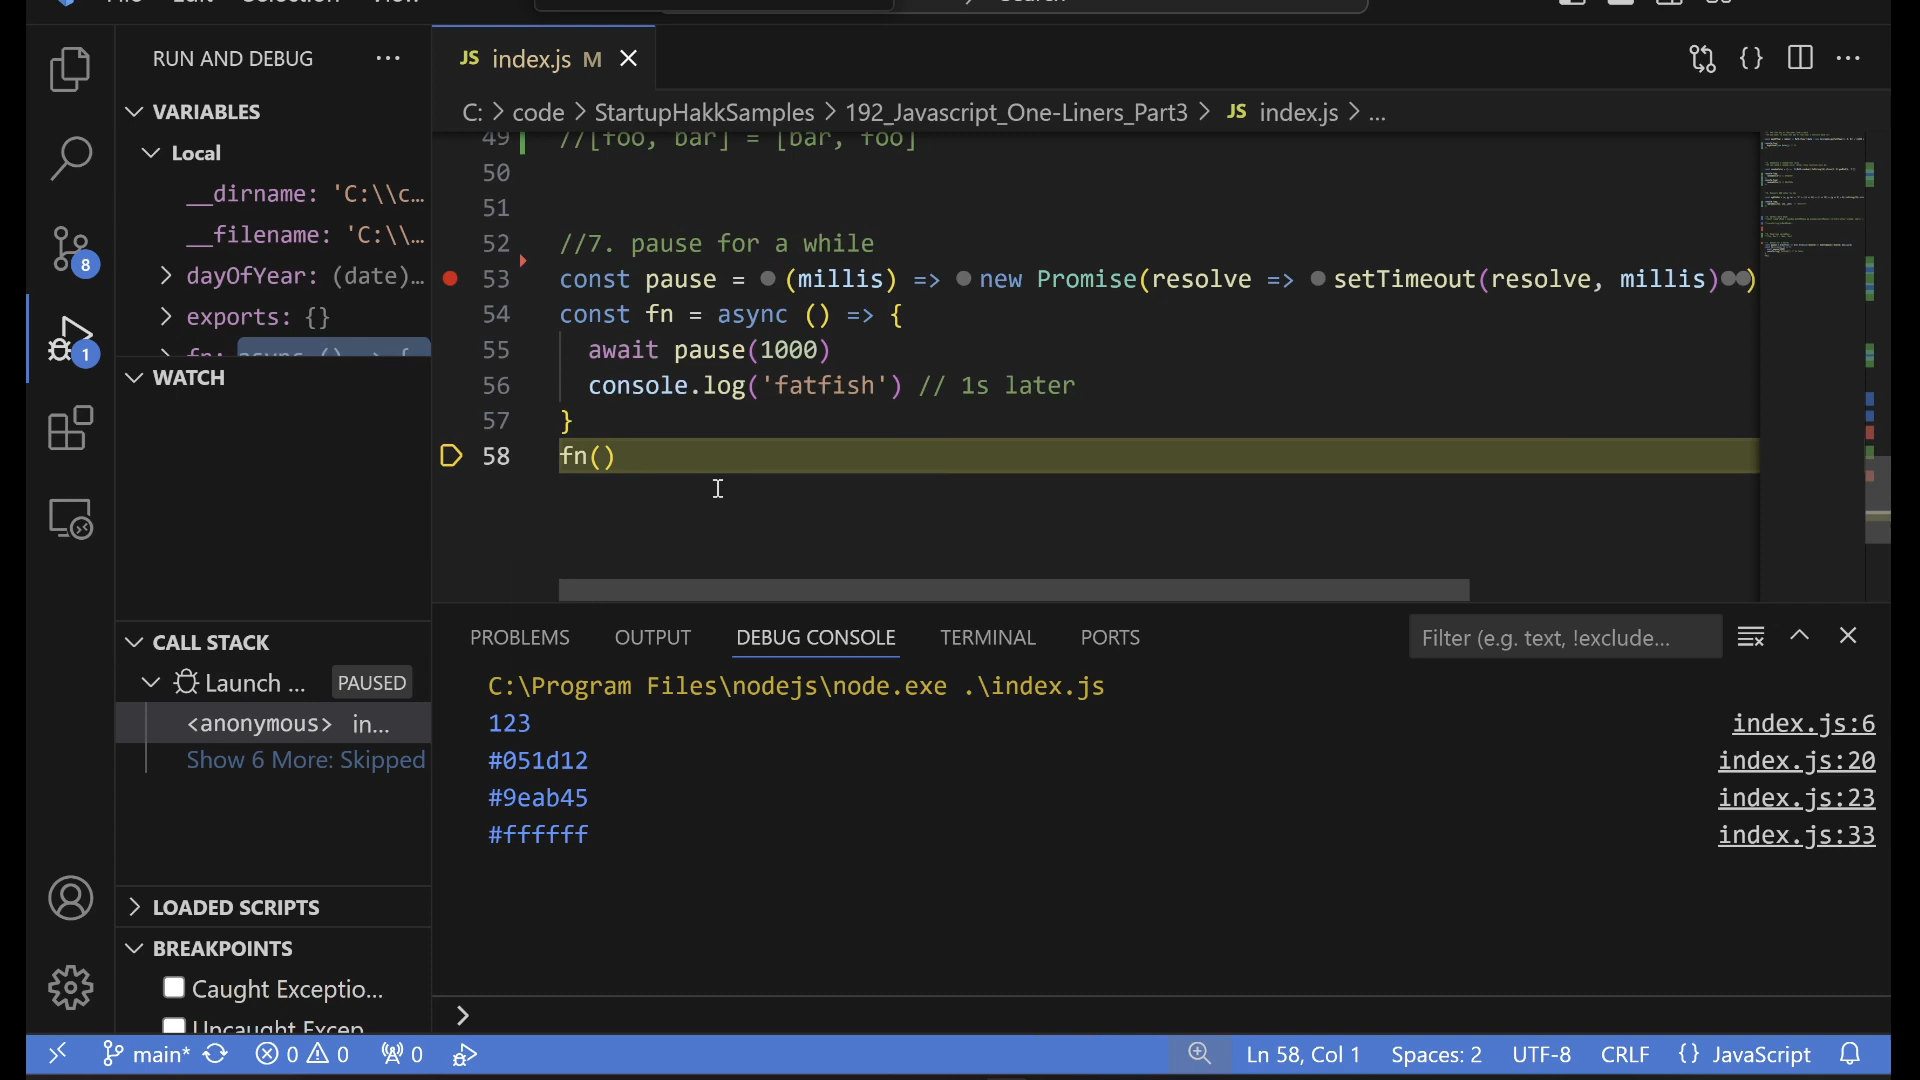 RUN AND DEBUG
VARIABLES
Local
__dirname: 'C:\\c...
__filename: 'C:\\...
dayOfYear: (date)...
exports: {}
WATCH
CALL STACK
Launch ... PAUSED
<anonymous> in...
Show 6 More: Skipped
LOADED SCRIPTS
BREAKPOINTS
Caught Exceptio...
Uncaught Excep
8
1
JS index.js M
C: > code > StartupHakkSamples > 192_Javascript_One-Liners_Part3 > JS index.js > ...
49 //[foo, bar] = [bar, foo]
50
51
52 //7. pause for a while
53 const pause = (millis) => new Promise(resolve => setTimeout(resolve, millis))
54 const fn = async () => {
55 await pause(1000)
56 console.log('fatfish') // 1s later
57 }
58 fn()
PROBLEMS OUTPUT DEBUG CONSOLE TERMINAL PORTS Filter (e.g. text, !exclude...
C:\Program Files\nodejs\node.exe .\index.js
123 index.js:6
#051d12 index.js:20
#9eab45 index.js:23
#ffffff index.js:33
main* 0 0 0 Ln 58, Col 1 Spaces: 2 UTF-8 CRLF {} JavaScript